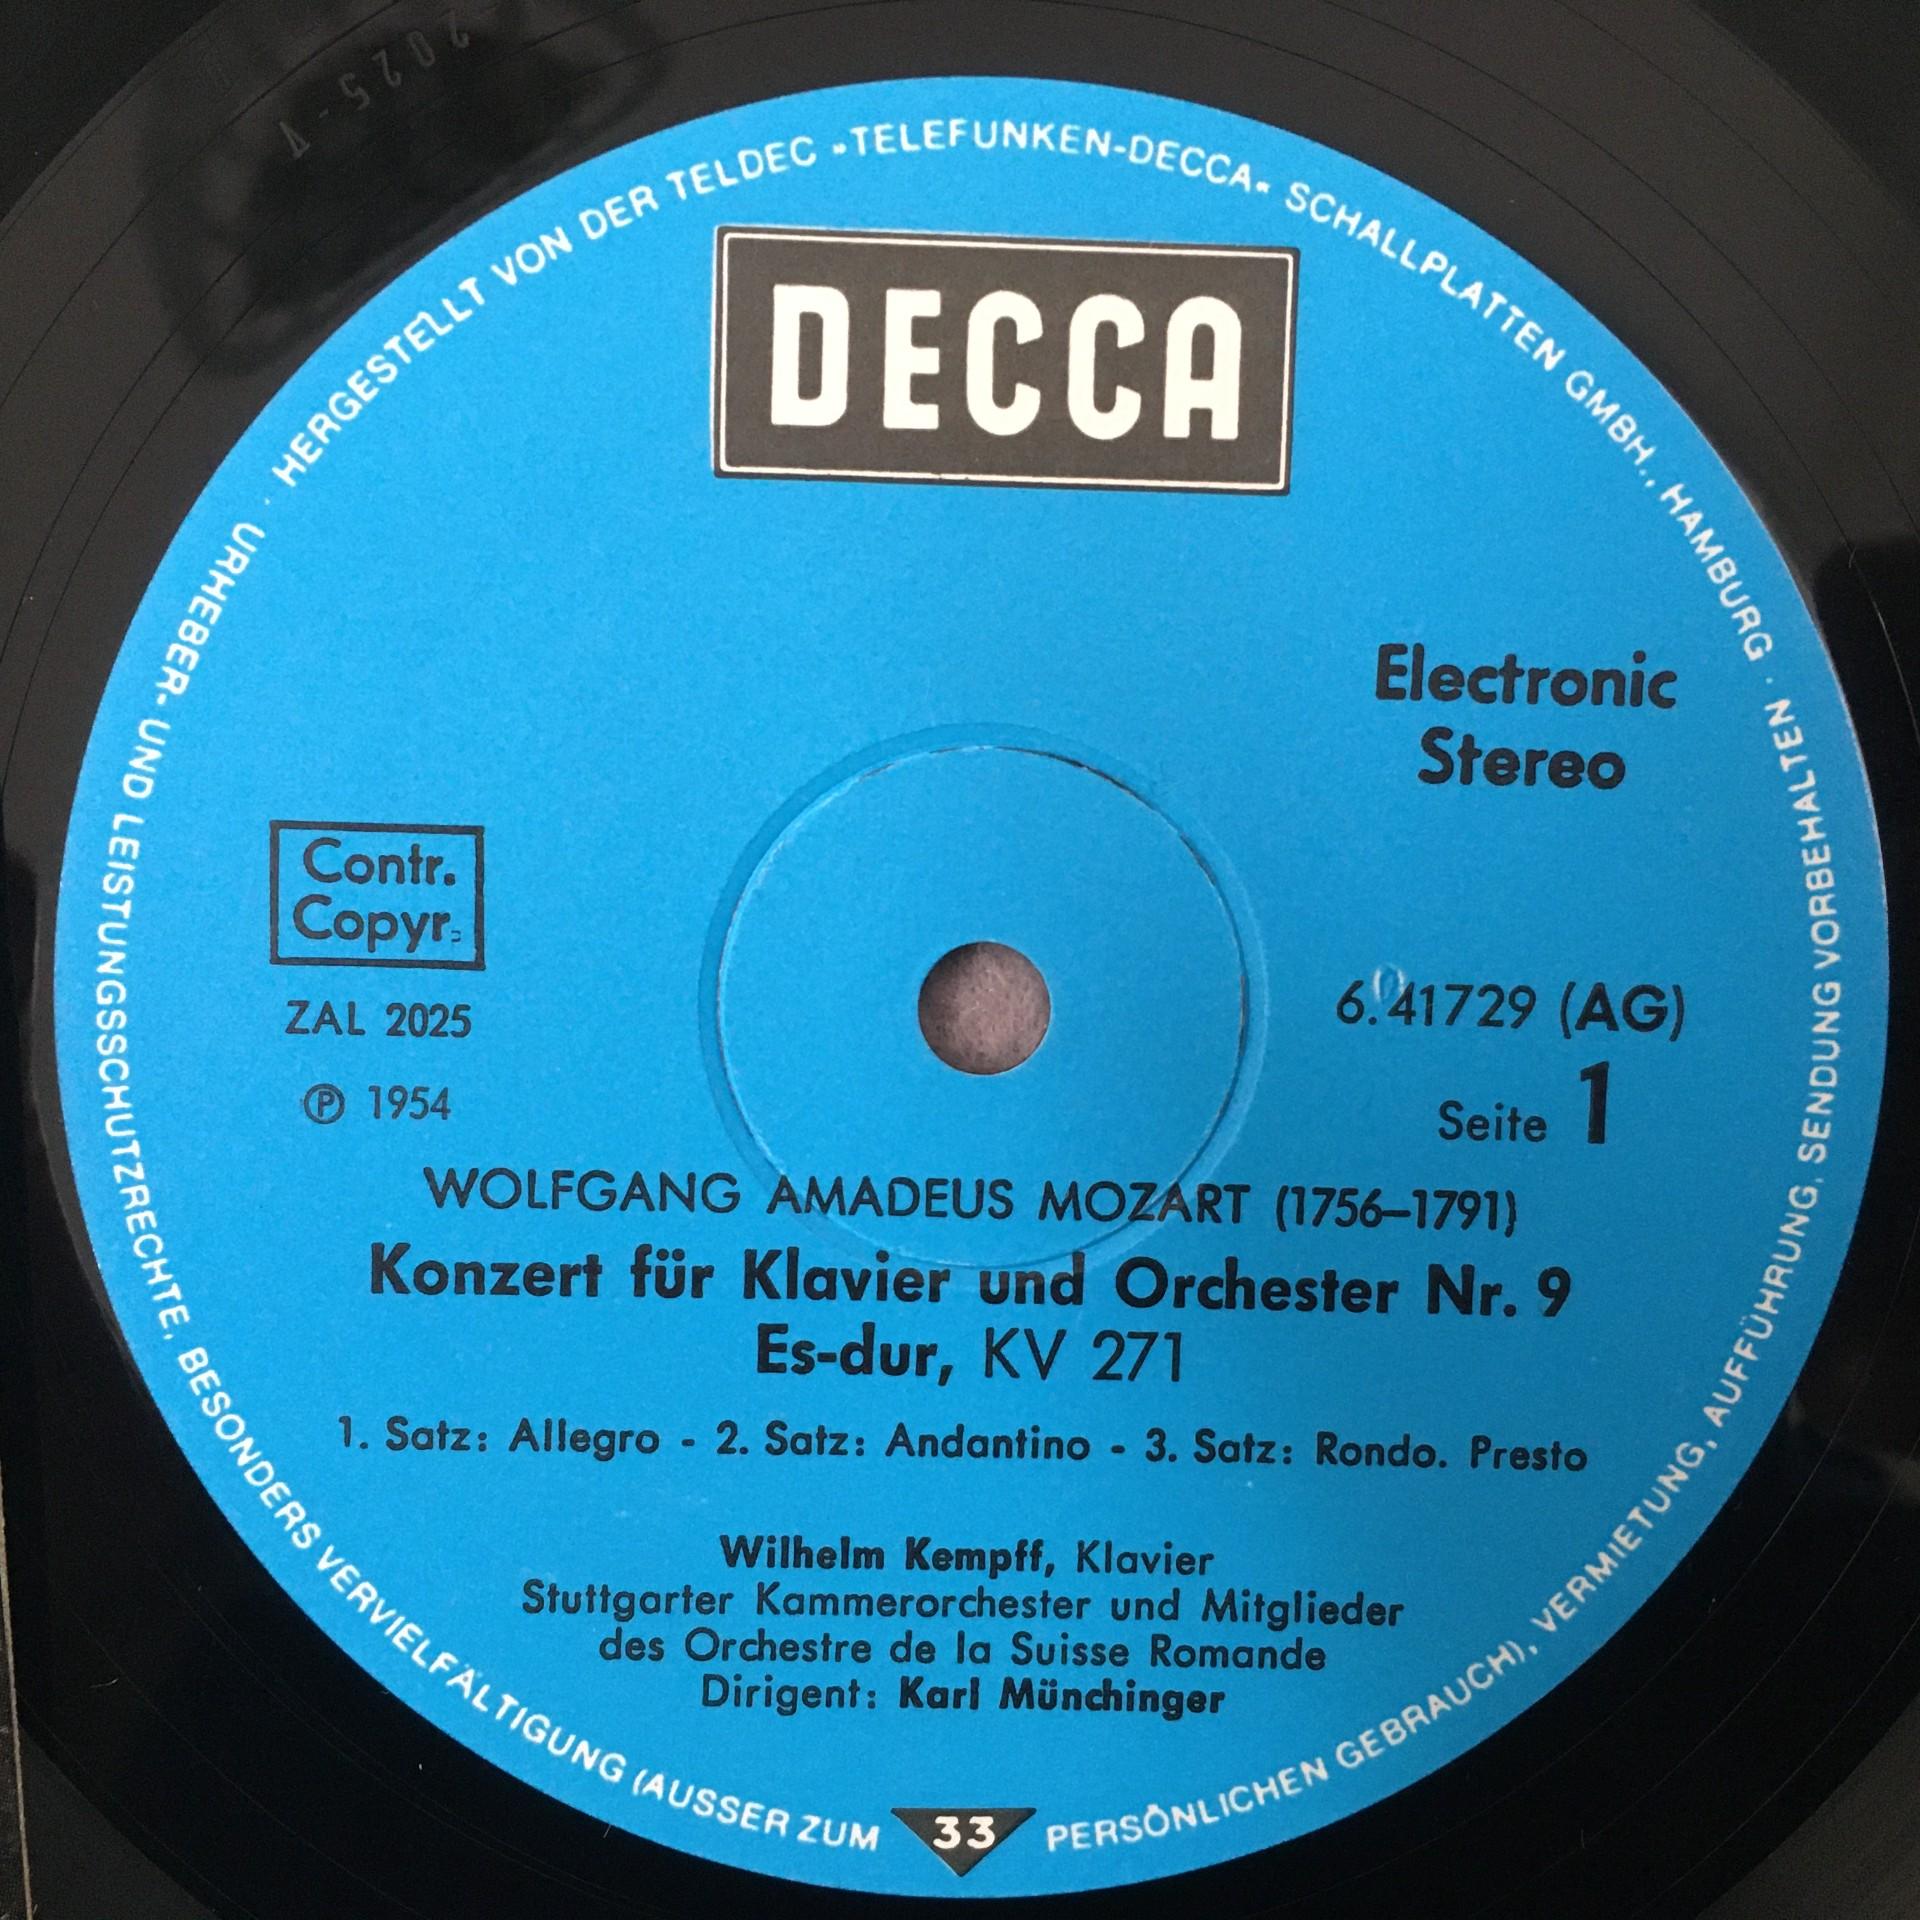 2025-V
HERGESTELLT VON DER TELDEC »TELEFUNKEN-DECCA« SCHALLPLATTEN GMBH., HAMBURG ·
DECCA
Electronic
Stereo
Contr.
Copyr.
ZAL 2025
℗ 1954
6.41729 (AG)
Seite 1
WOLFGANG AMADEUS MOZART (1756–1791)
Konzert für Klavier und Orchester Nr. 9
Es-dur, KV 271
1. Satz: Allegro - 2. Satz: Andantino - 3. Satz: Rondo. Presto
Wilhelm Kempff, Klavier
Stuttgarter Kammerorchester und Mitglieder
des Orchestre de la Suisse Romande
Dirigent: Karl Münchinger
URHEBER- UND LEISTUNGSSCHUTZRECHTE, BESONDERS VERVIELFÄLTIGUNG (AUSSER ZUM PERSÖNLICHEN GEBRAUCH), VERMIETUNG, AUFFÜHRUNG, SENDUNG VORBEHALTEN ·
33